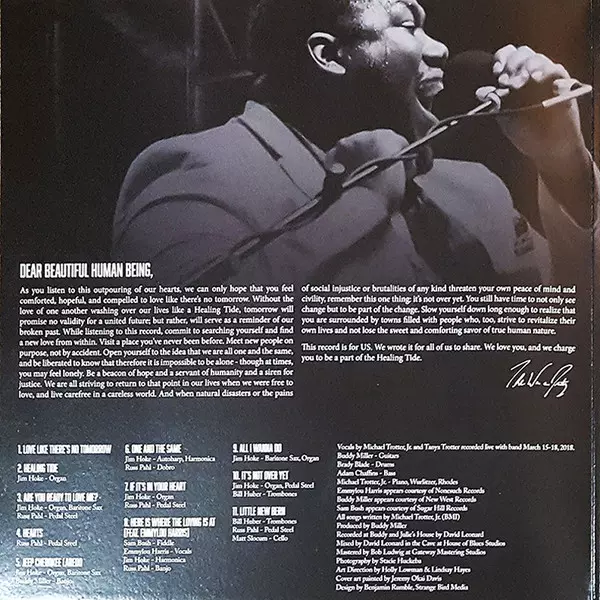 DEAR BEAUTIFUL HUMAN BEING,
As you listen to this outpouring of our hearts, we can only hope that you feel
comforted, hopeful, and compelled to love like there's no tomorrow. Without the
love of one another washing over our lives like a Healing Tide, tomorrow will
promise no validity for a united future; but rather, will serve as a reminder of our
broken past. While listening to this record, commit to searching yourself and find
a new love from within. Visit a place you've never been before. Meet new people on
purpose, not by accident. Open yourself to the idea that we are all one and the same,
and be liberated to know that therefore it is impossible to be alone - though at times,
you may feel lonely. Be a beacon of hope and a servant of humanity and a siren for
justice. We are all striving to return to that point in our lives when we were free to
love, and live carefree in a careless world. And when natural disasters or the pains
of social injustice or brutalities of any kind threaten your own peace of mind and
civility, remember this one thing; it's not over yet. You still have time to not only see
change but to be part of the change. Slow yourself down long enough to realize that
you are surrounded by towns filled with people who, too, strive to revitalize their
own lives and not lose the sweet and comforting savor of true human nature.
This record is for US. We wrote it for all of us to share. We love you, and we charge
you to be a part of the Healing Tide.
1. LOVE LIKE THERE'S NO TOMORROW
2. HEALING TIDE
Jim Hoke - Organ
3. ARE YOU READY TO LOVE ME?
Jim Hoke - Organ, Baritone Sax
Russ Pahl - Pedal Steel
4. HEARTS
Russ Pahl - Pedal Steel
5. JEEP CHEROKEE LAREDO
Jim Hoke - Organ, Baritone Sax
Buddy Miller - Banjo
6. ONE AND THE SAME
Jim Hoke - Autoharp, Harmonica
Russ Pahl - Dobro
7. IF IT'S IN YOUR HEART
Jim Hoke - Organ
Russ Pahl - Pedal Steel
8. HERE IS WHERE THE LOVING IS AT
(FEAT. EMMYLOU HARRIS)
Sam Bush - Fiddle
Emmylou Harris - Vocals
Jim Hoke - Harmonica
Russ Pahl - Banjo
9. ALL I WANNA DO
Jim Hoke - Baritone Sax, Organ
10. IT'S NOT OVER YET
Jim Hoke - Organ, Pedal Steel
Bill Huber - Trombones
11. LITTLE NEW BERN
Bill Huber - Trombones
Russ Pahl - Pedal Steel
Matt Slocum - Cello
Vocals by Michael Trotter, Jr. and Tanya Trotter recorded live with band March 15-18, 2018.
Buddy Miller - Guitars
Brady Blade - Drums
Adam Chaffins - Bass
Michael Trotter, Jr. - Piano, Wurlitzer, Rhodes
Emmylou Harris appears courtesy of Nonesuch Records
Buddy Miller appears courtesy of New West Records
Sam Bush appears courtesy of Sugar Hill Records
All songs written by Michael Trotter, Jr. (BMI)
Produced by Buddy Miller
Recorded at Buddy and Julie's House by David Leonard
Mixed by David Leonard in the Cave at House of Blues Studios
Mastered by Bob Ludwig at Gateway Mastering Studios
Photography by Stacie Huckeba
Art Direction by Holly Lowman & Lindsay Hayes
Cover art painted by Jeremy Okai Davis
Design by Benjamin Rumble, Strange Bird Media